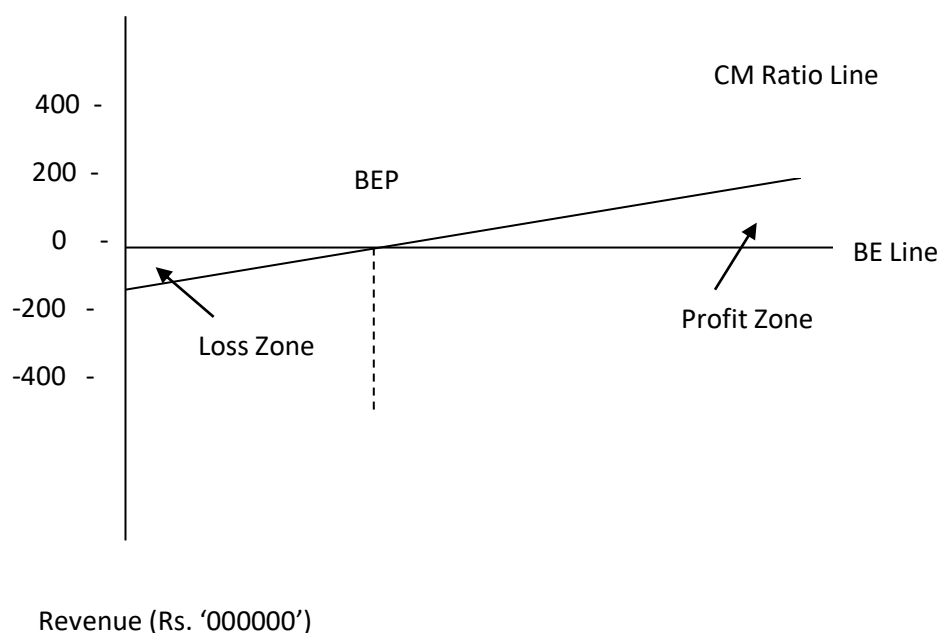 CM Ratio Line
400 -
200 -
BEP
0 -
BE Line
-200 -
Profit Zone
Loss Zone
-400 -
Revenue (Rs. ‘000000’)